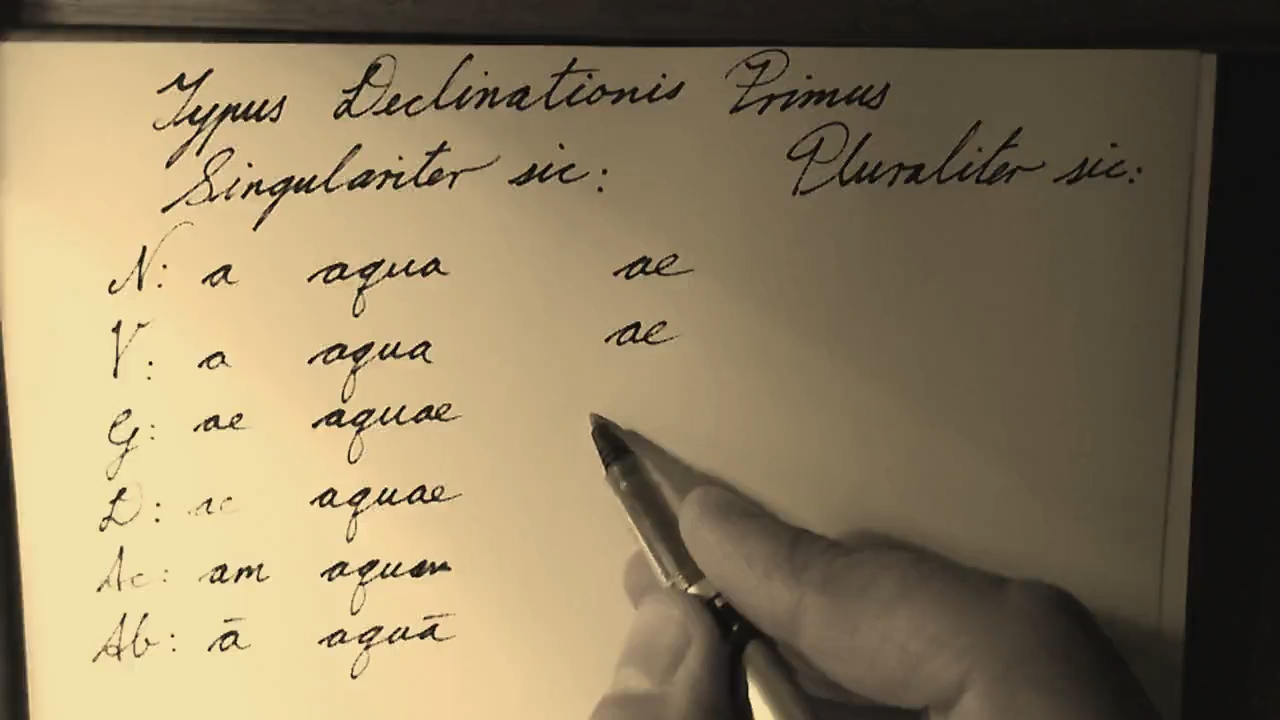 Typus Declinationis Primus
Singulariter sic: Pluraliter sic:
N: a aqua ae
V: a aqua ae
G: ae aquae
D: ae aquae
Ac: am aquam
Ab: ā aquā